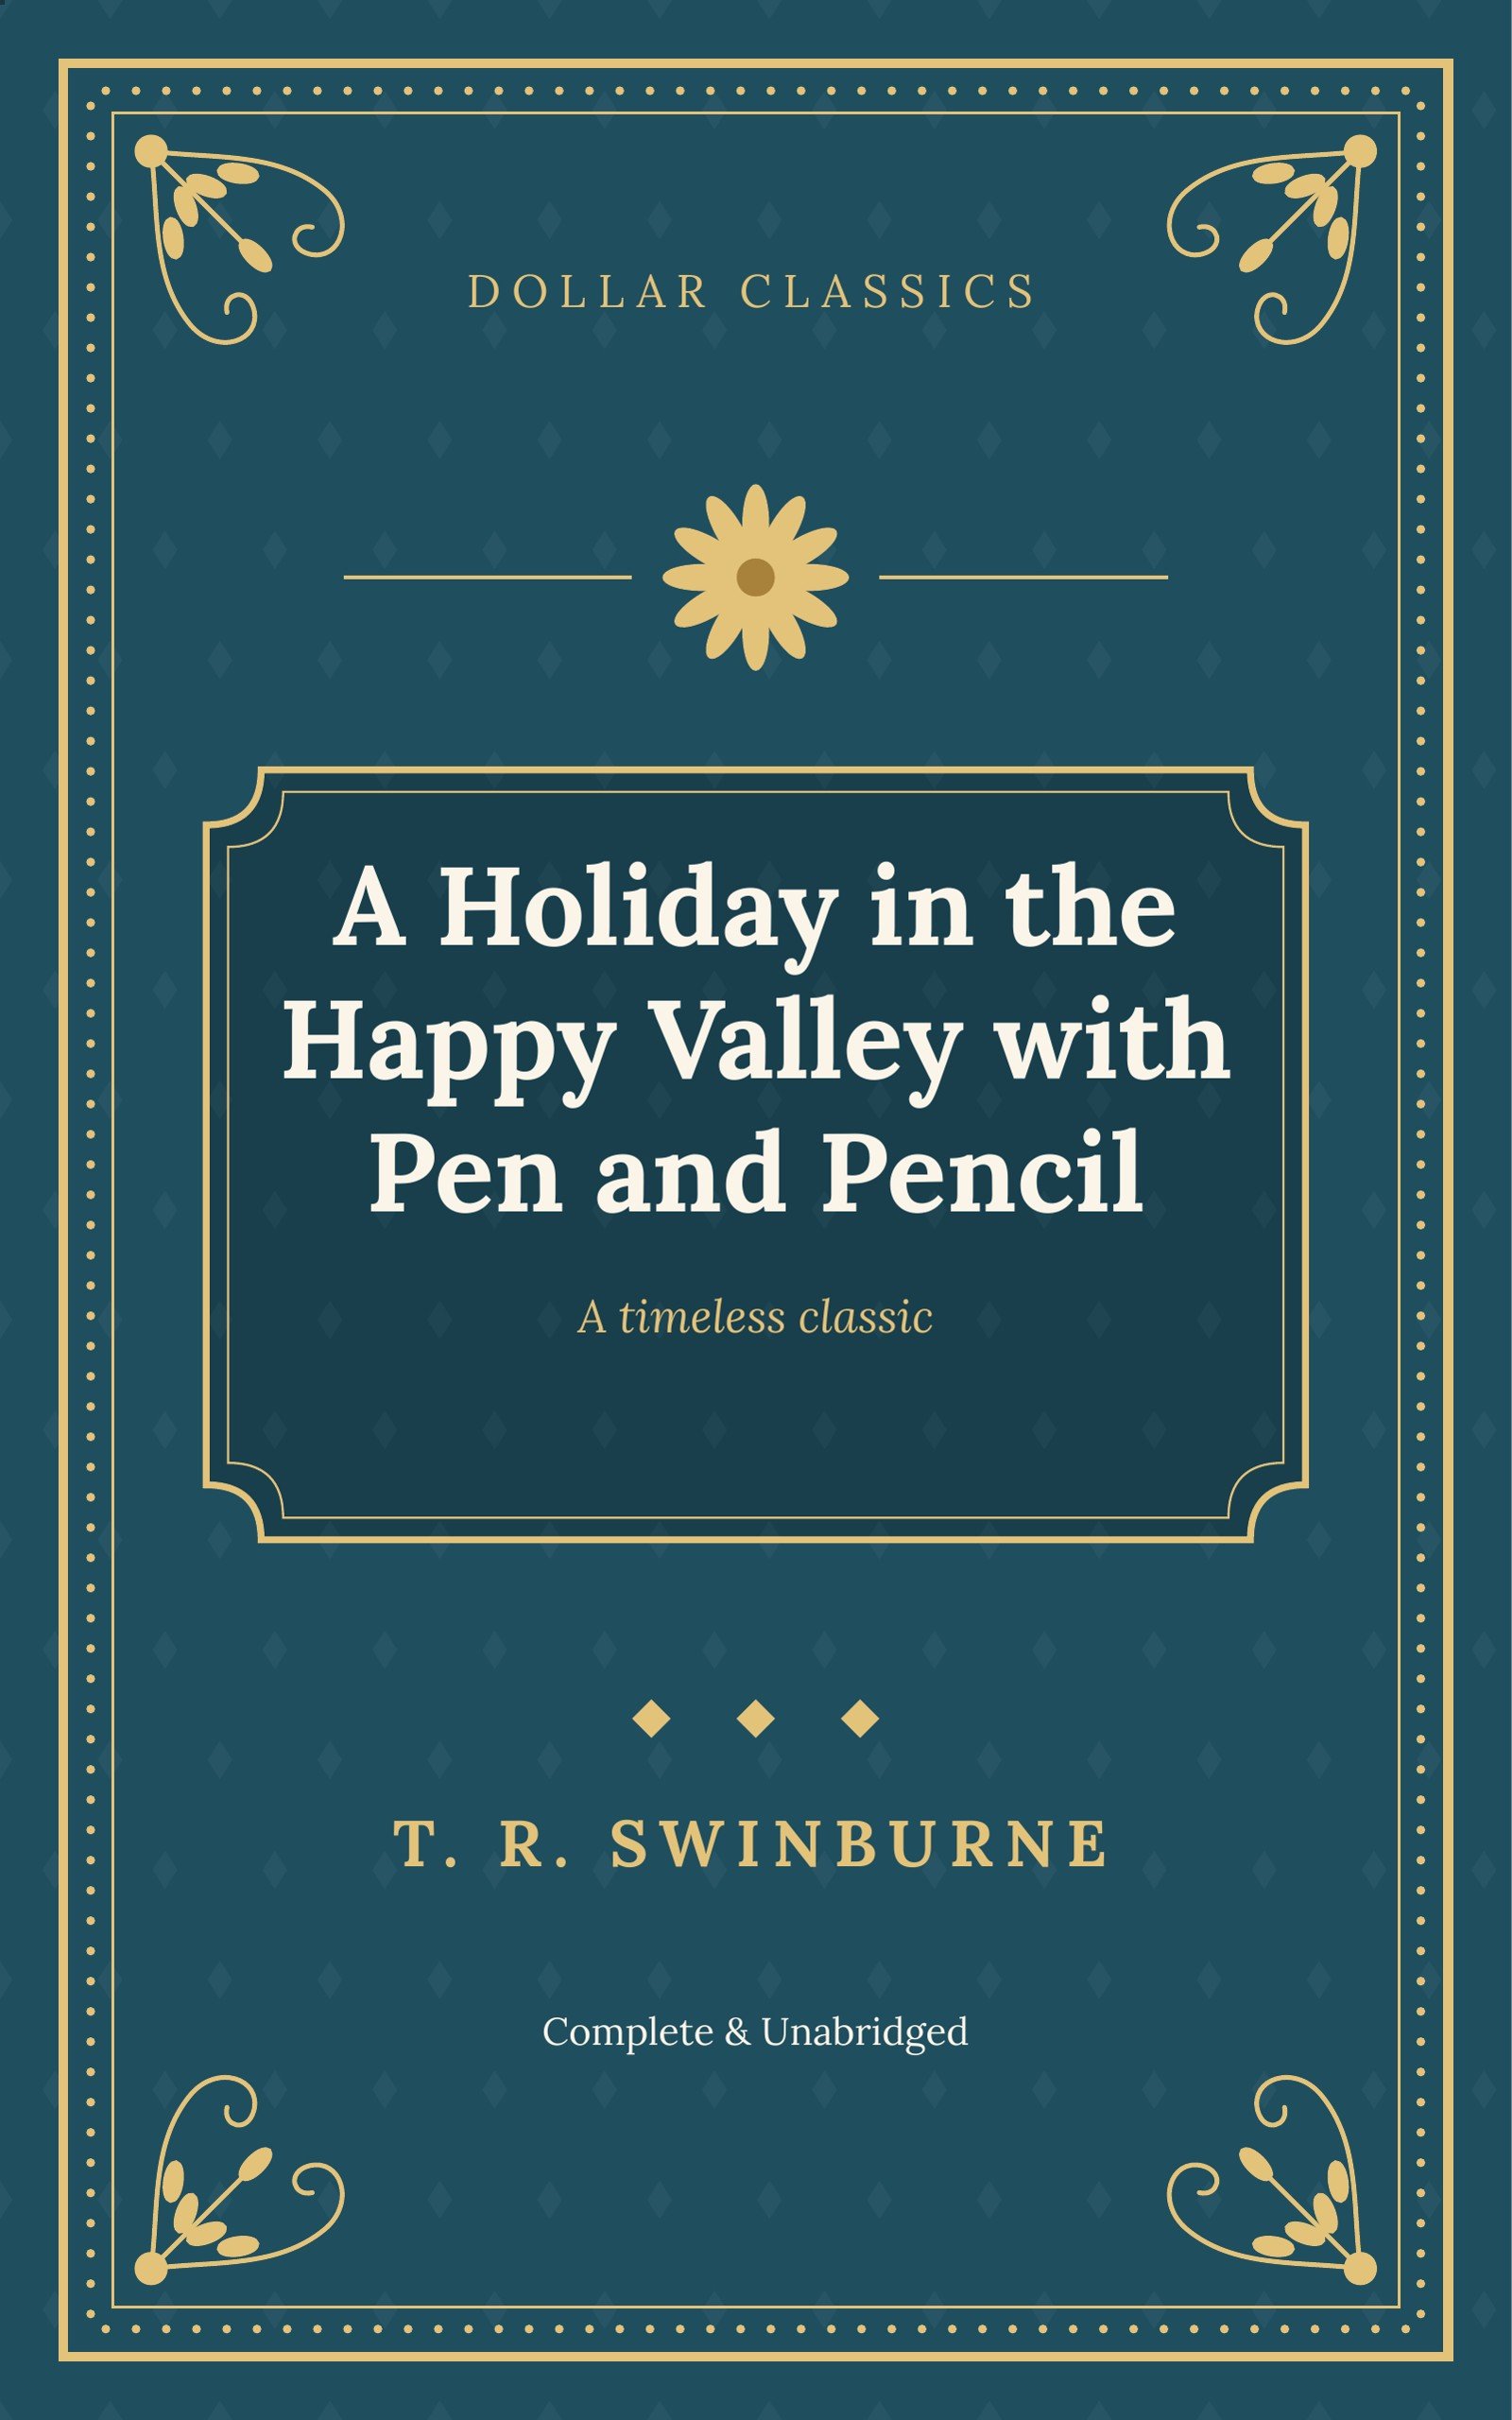 DOLLAR CLASSICS
A Holiday in the
Happy Valley with
Pen and Pencil
A timeless classic
T. R. SWINBURNE
Complete & Unabridged